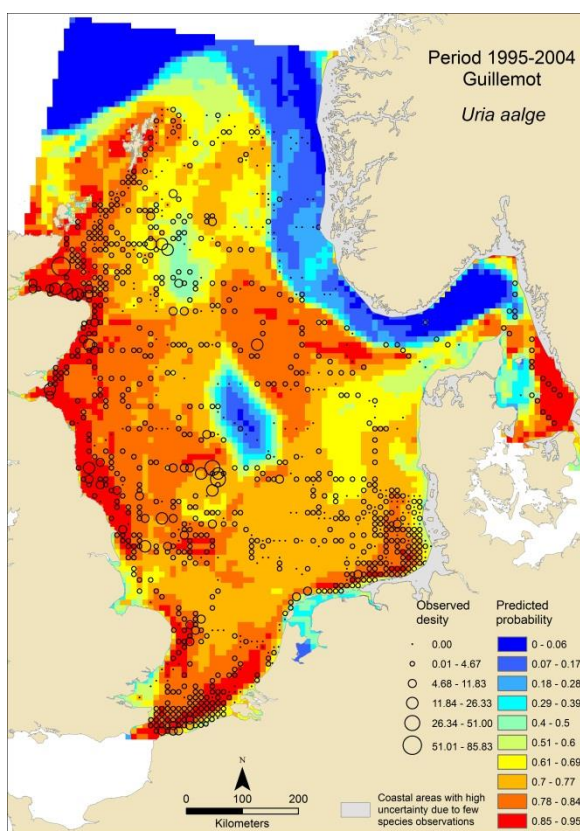 Period 1995-2004
Guillemot
Uria aalge
Observed
desity
0.00
0.01 - 4.67
4.68 - 11.83
11.84 - 26.33
26.34 - 51.00
51.01 - 85.83
Predicted
probability
0 - 0.06
0.07 - 0.17
0.18 - 0.28
0.29 - 0.39
0.4 - 0.5
0.51 - 0.6
0.61 - 0.69
0.7 - 0.77
0.78 - 0.84
0.85 - 0.95
N
0 100 200
Kilometers
Coastal areas with high
uncertainty due to few
species observations